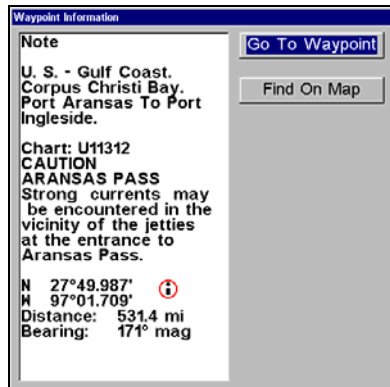 Waypoint Information
Note
U. S. - Gulf Coast.
Corpus Christi Bay.
Port Aransas To Port
Ingleside.
Chart: U11312
CAUTION
ARANSAS PASS
Strong currents may
be encountered in the
vicinity of the jetties
at the entrance to
Aransas Pass.
N 27°49.987'
W 97°01.709'
Distance: 531.4 mi
Bearing: 171° mag
Go To Waypoint
Find On Map